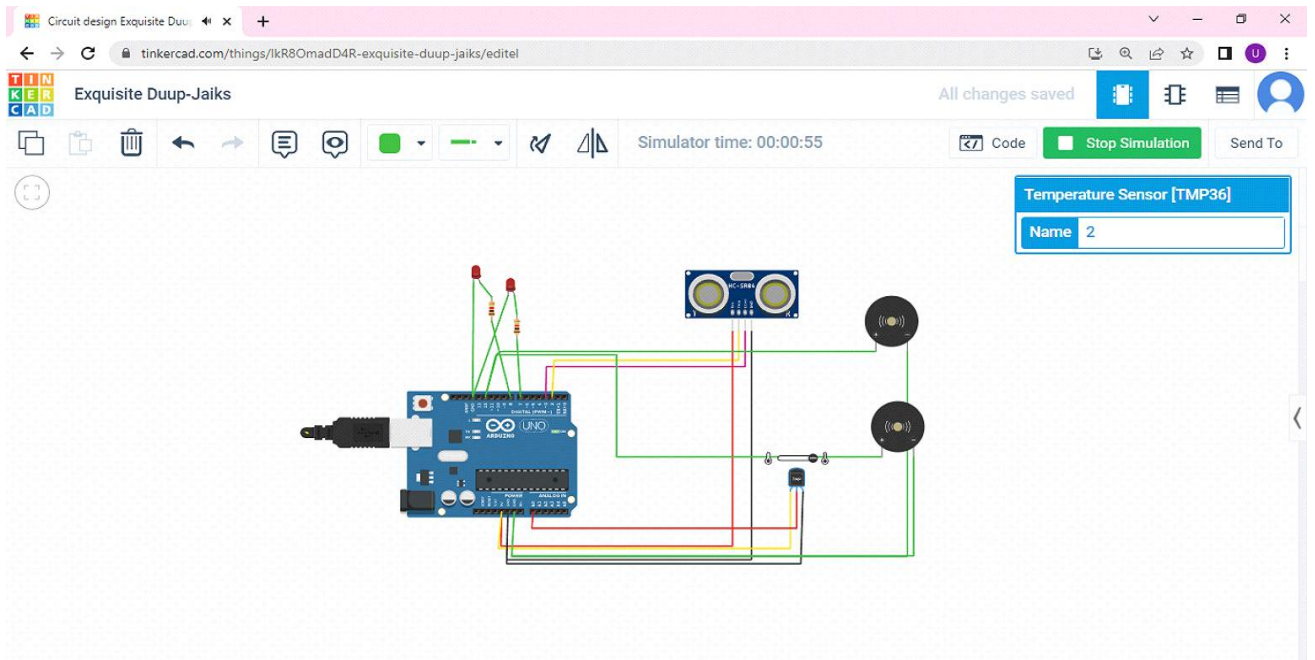 Circuit design Exquisite Duu
tinkercad.com/things/lkR8OmadD4R-exquisite-duup-jaiks/editel
U
TIN
KER
CAD
Exquisite Duup-Jaiks
All changes saved
Simulator time: 00:00:55
Code
Stop Simulation
Send To
Temperature Sensor [TMP36]
Name 2
HC-SR04
DIGITAL (PWM~)
UNO
ARDUINO
POWER
ANALOG IN